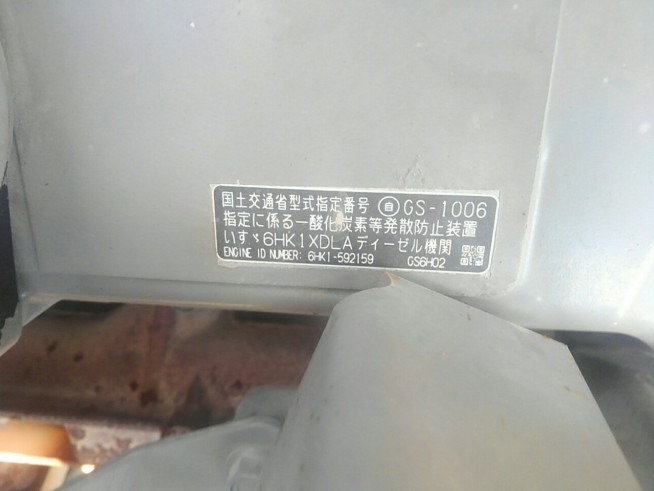 国土交通省型式指定番号 ㊀自 GS-1006
指定に係る一酸化炭素等発散防止装置
いすゞ6HK1XDLAディーゼル機関
ENGINE ID NUMBER: 6HK1-592159 GS6H02